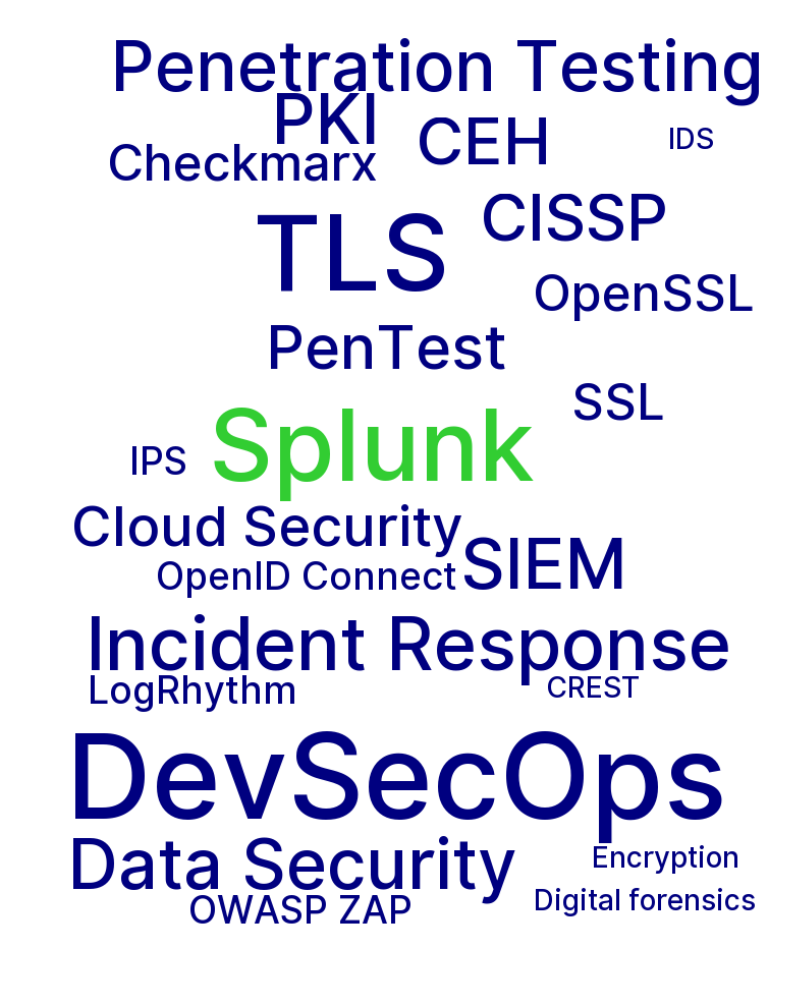 Penetration Testing
PKI
CEH
IDS
Checkmarx
CISSP
TLS
OpenSSL
PenTest
SSL
Splunk
IPS
Cloud Security
SIEM
OpenID Connect
Incident Response
LogRhythm
CREST
DevSecOps
Data Security
Encryption
Digital forensics
OWASP ZAP